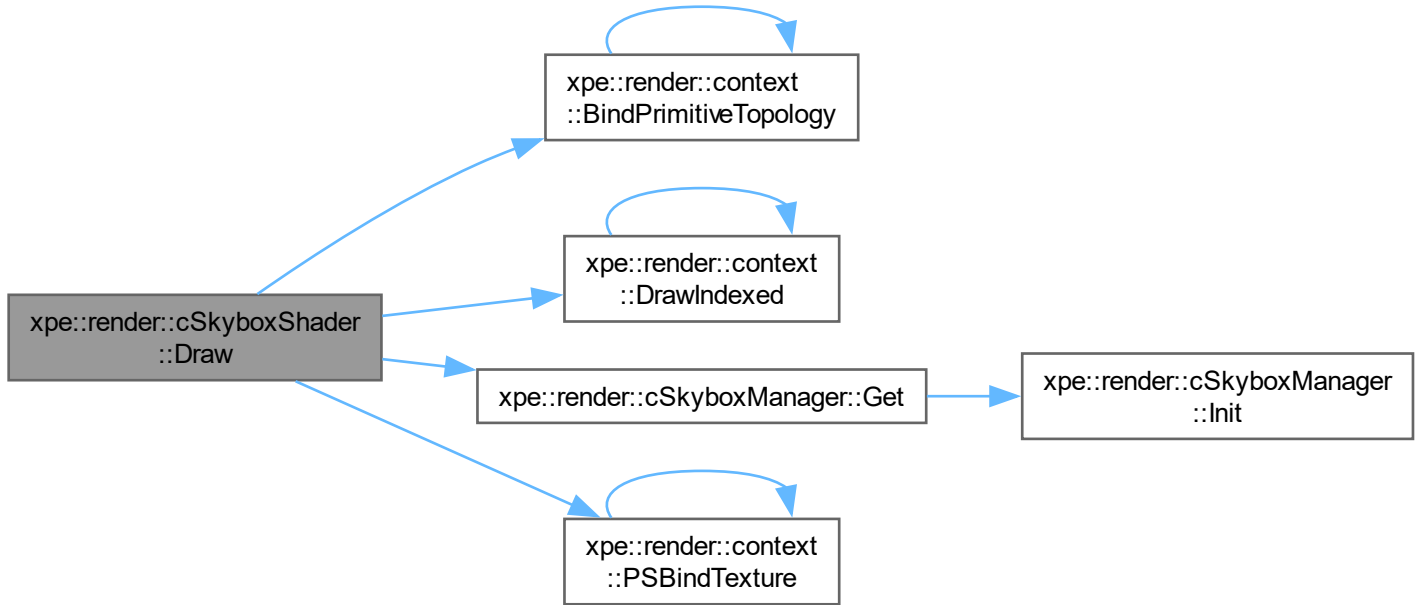 xpe::render::context
::BindPrimitiveTopology
xpe::render::context
::DrawIndexed
xpe::render::cSkyboxShader
::Draw
xpe::render::cSkyboxManager::Get
xpe::render::cSkyboxManager
::Init
xpe::render::context
::PSBindTexture